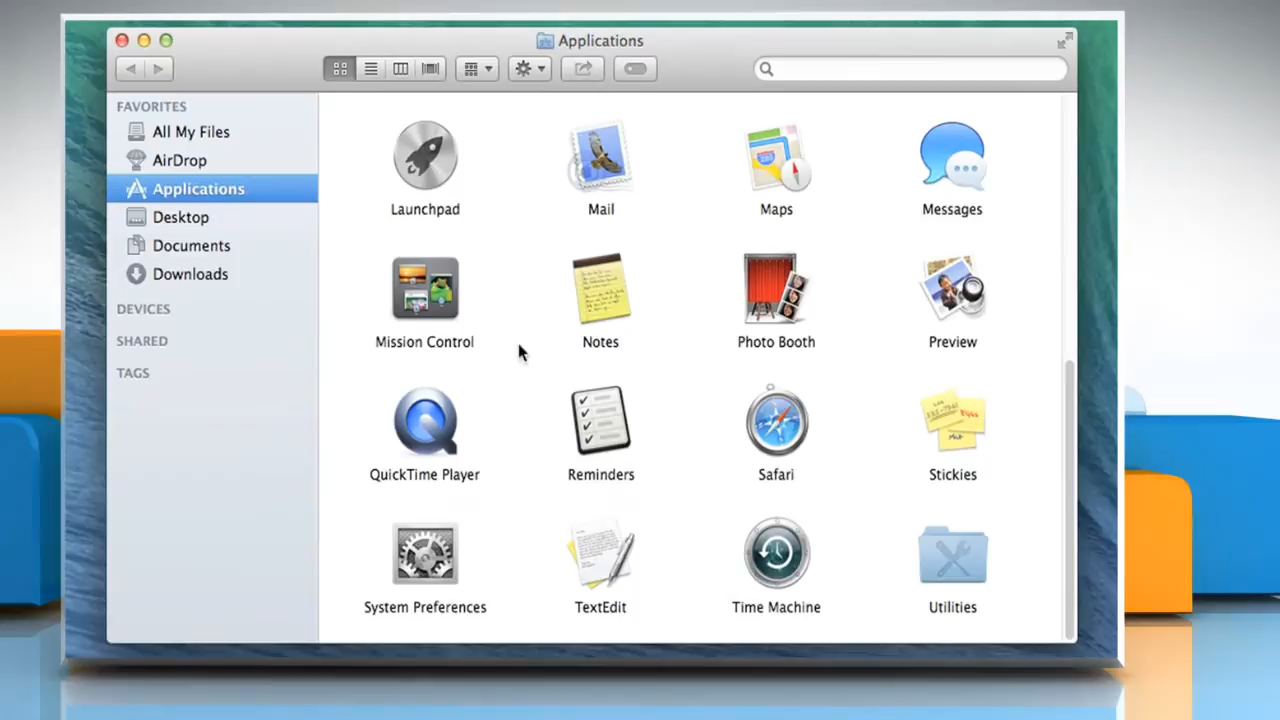 Applications
FAVORITES
All My Files
AirDrop
Applications
Desktop
Documents
Downloads
DEVICES
SHARED
TAGS
Launchpad
Mail
Maps
Messages
Mission Control
Notes
Photo Booth
Preview
QuickTime Player
Reminders
Safari
Stickies
System Preferences
TextEdit
Time Machine
Utilities